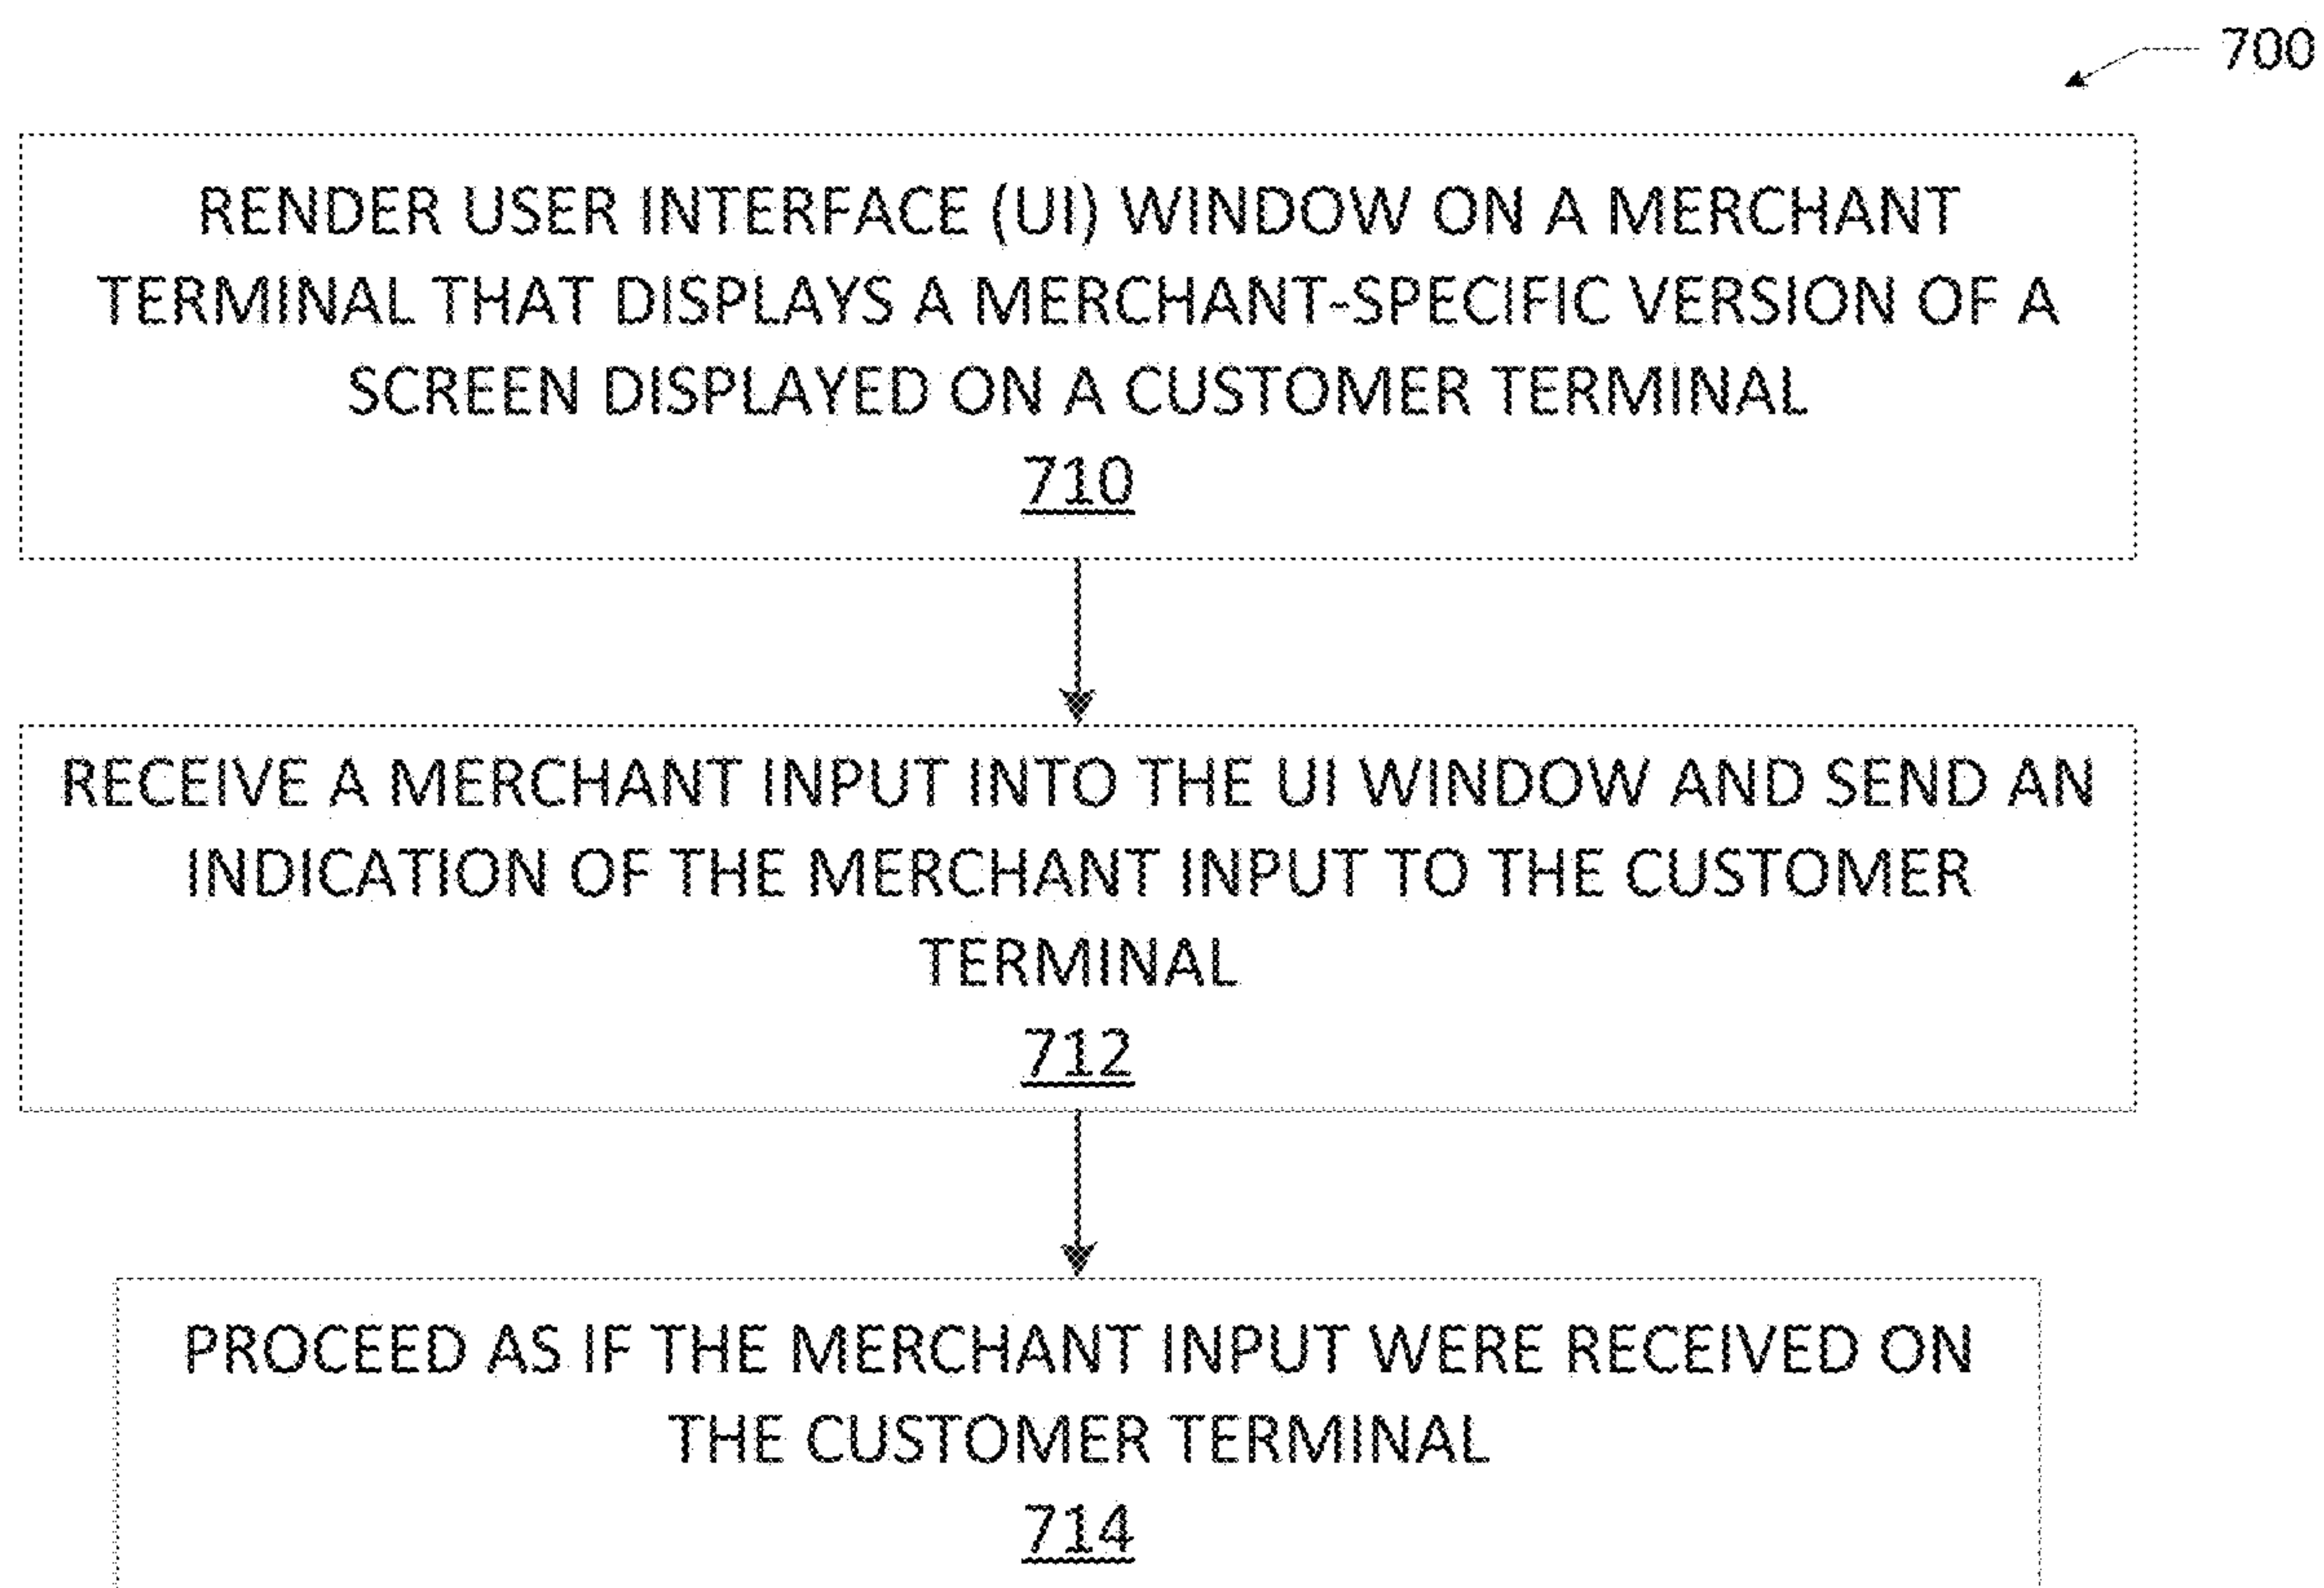 700
RENDER USER INTERFACE (UI) WINDOW ON A MERCHANT
TERMINAL THAT DISPLAYS A MERCHANT-SPECIFIC VERSION OF A
SCREEN DISPLAYED ON A CUSTOMER TERMINAL
710
RECEIVE A MERCHANT INPUT INTO THE UI WINDOW AND SEND AN
INDICATION OF THE MERCHANT INPUT TO THE CUSTOMER
TERMINAL
712
PROCEED AS IF THE MERCHANT INPUT WERE RECEIVED ON
THE CUSTOMER TERMINAL
714